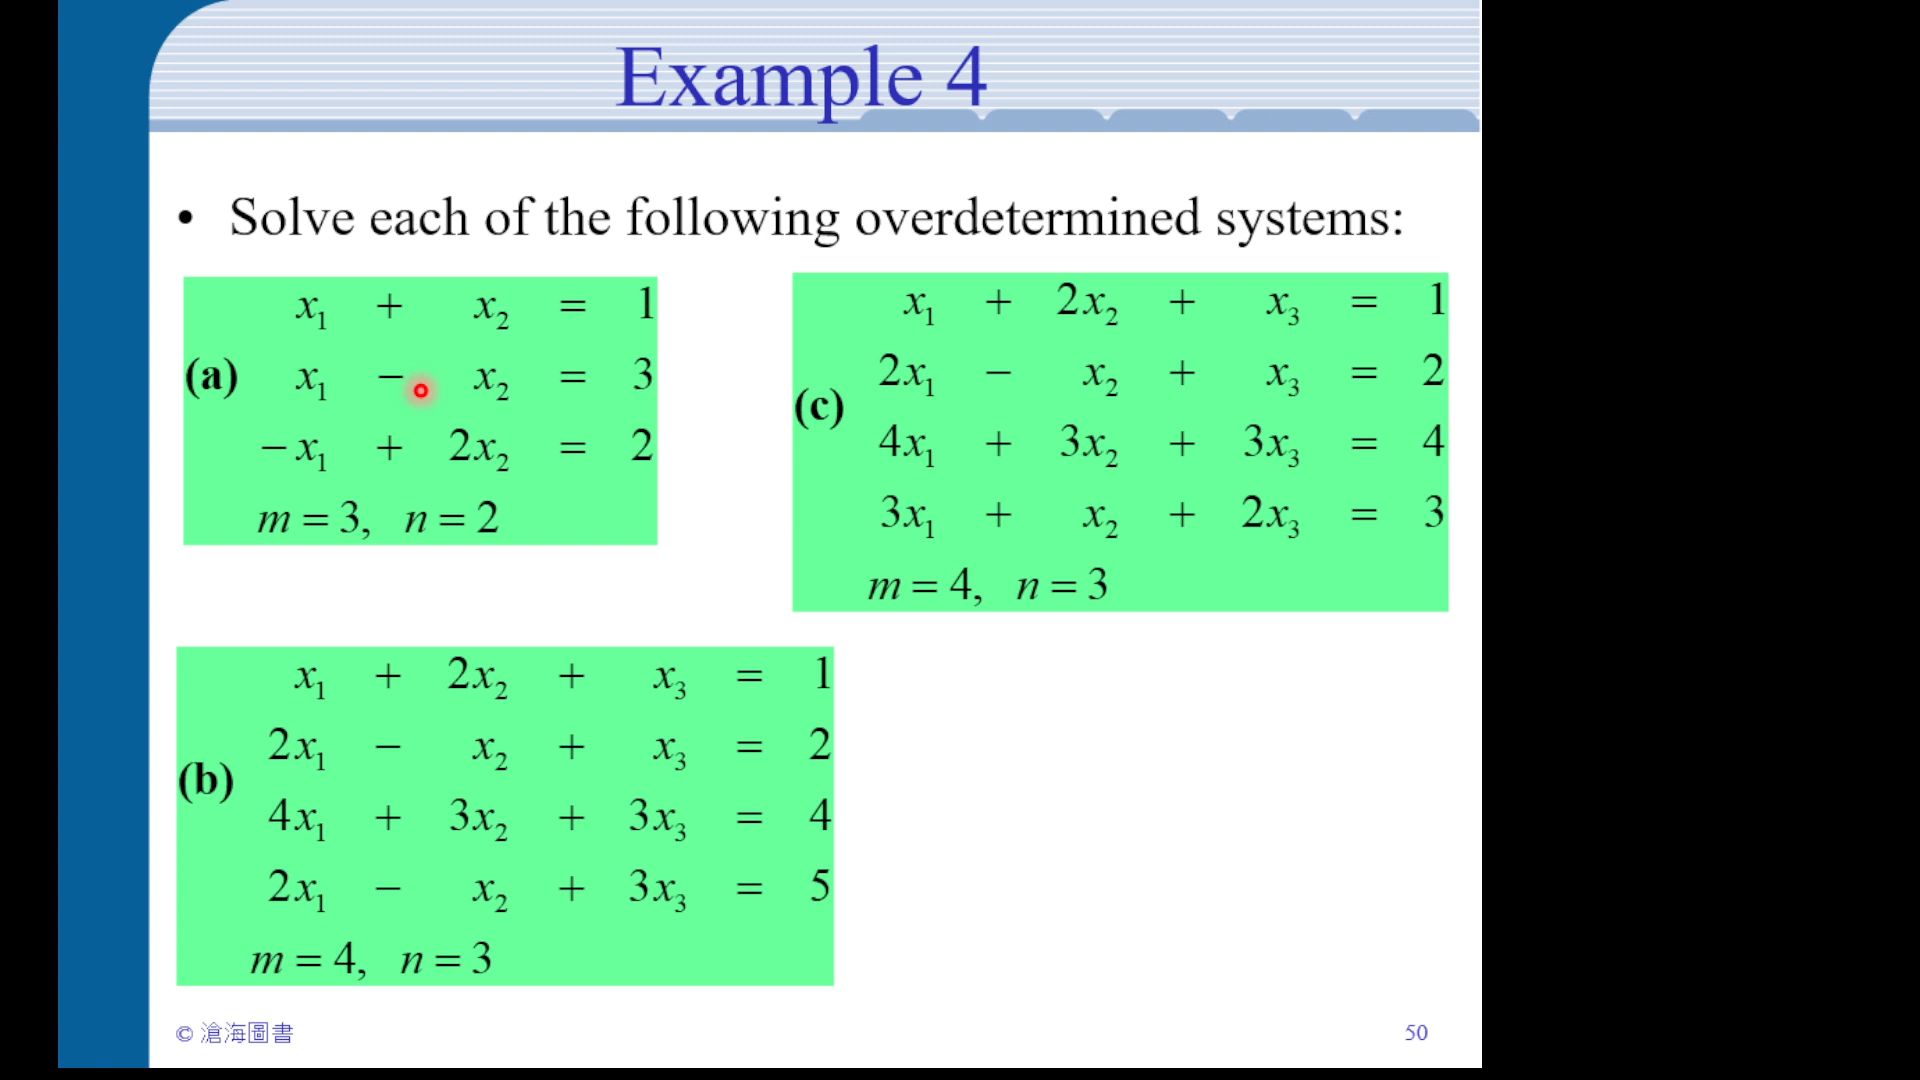 Example 4
• Solve each of the following overdetermined systems:
(a)
x₁ + x₂ = 1
x₁ − x₂ = 3
−x₁ + 2x₂ = 2
m = 3, n = 2
(c)
x₁ + 2x₂ + x₃ = 1
2x₁ − x₂ + x₃ = 2
4x₁ + 3x₂ + 3x₃ = 4
3x₁ + x₂ + 2x₃ = 3
m = 4, n = 3
(b)
x₁ + 2x₂ + x₃ = 1
2x₁ − x₂ + x₃ = 2
4x₁ + 3x₂ + 3x₃ = 4
2x₁ − x₂ + 3x₃ = 5
m = 4, n = 3
© 滄海圖書
50